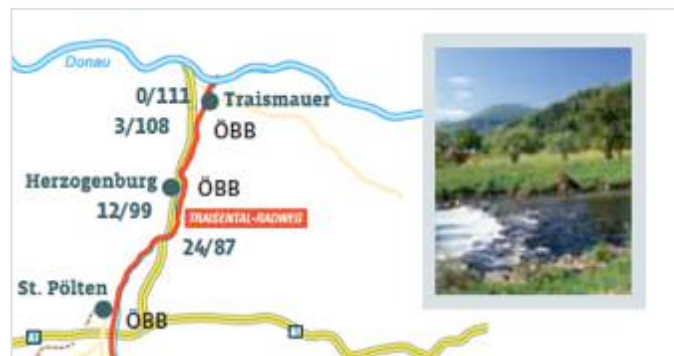 Donau
0/111
Traismauer
3/108
ÖBB
Herzogenburg
ÖBB
12/99
TRAISENTAL-RADWEG
24/87
St. Pölten
ÖBB